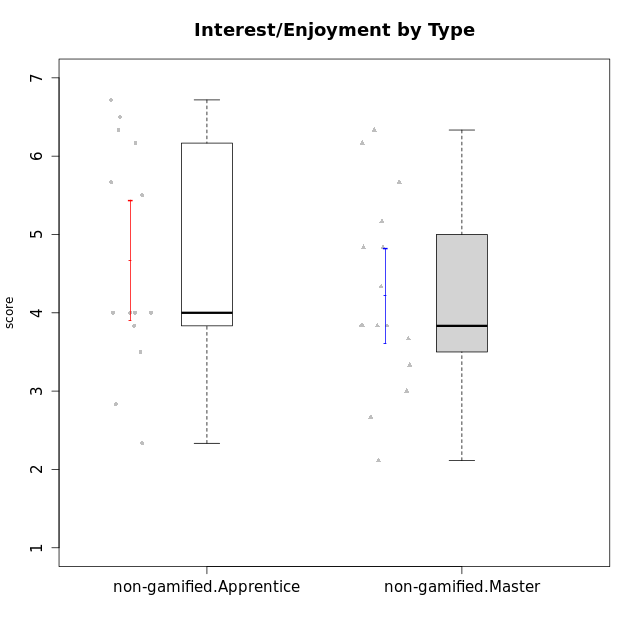 Interest/Enjoyment by Type
score
7
6
5
4
3
2
1
non-gamified.Apprentice
non-gamified.Master